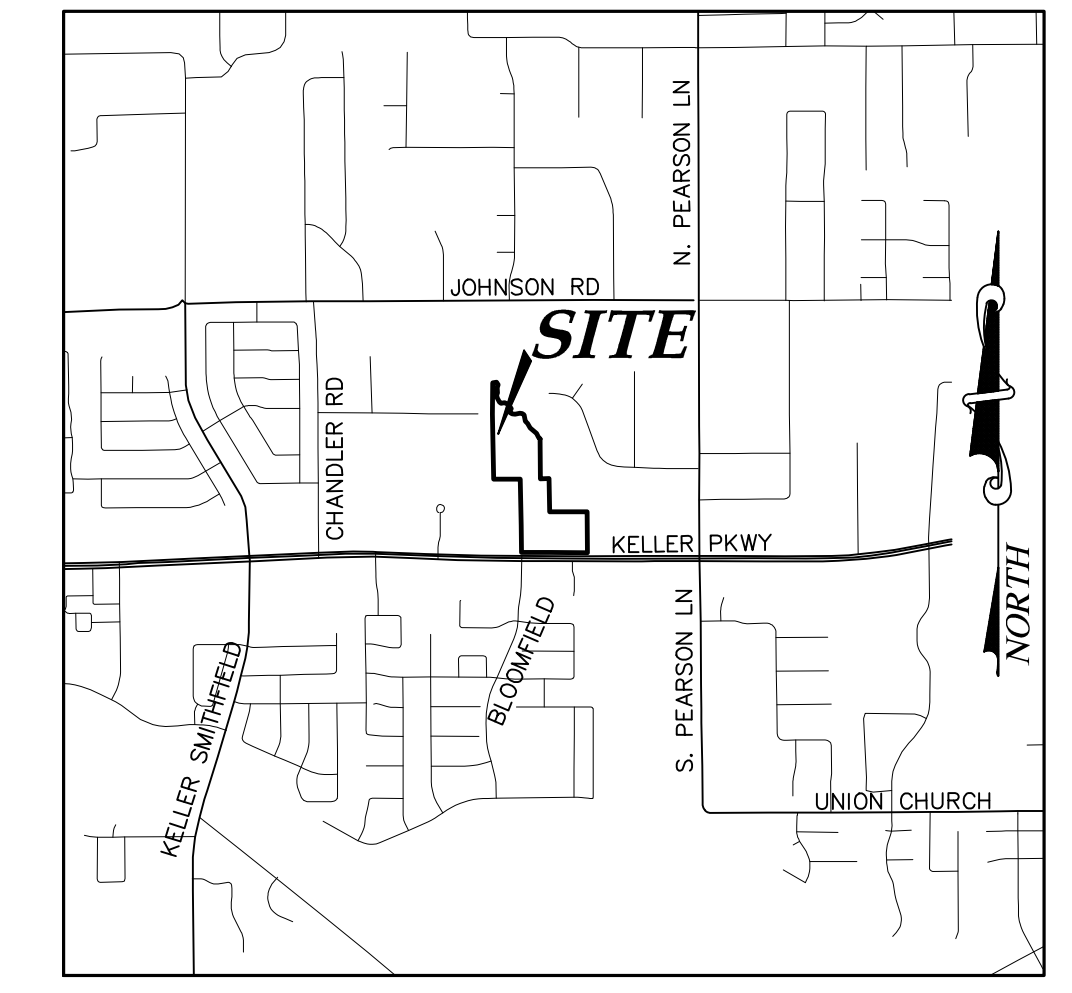 N. PEARSON LN
JOHNSON RD
SITE
CHANDLER RD
KELLER PKWY
NORTH
BLOOMFIELD
S. PEARSON LN
KELLER SMITHFIELD
UNION CHURCH